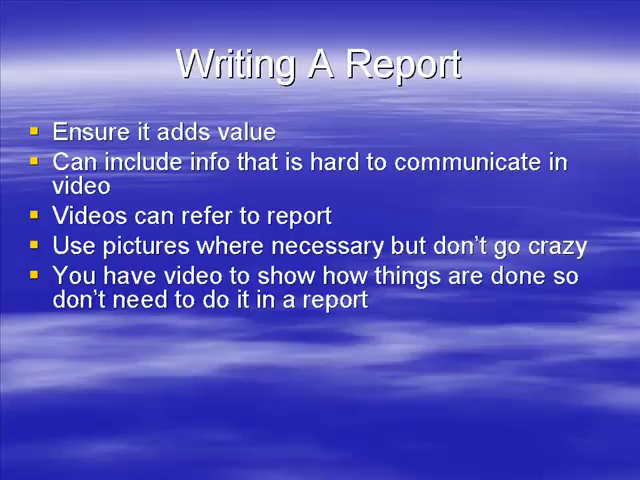 Writing A Report
Ensure it adds value
Can include info that is hard to communicate in
video
Videos can refer to report
Use pictures where necessary but don't go crazy
You have video to show how things are done so
don't need to do it in a report